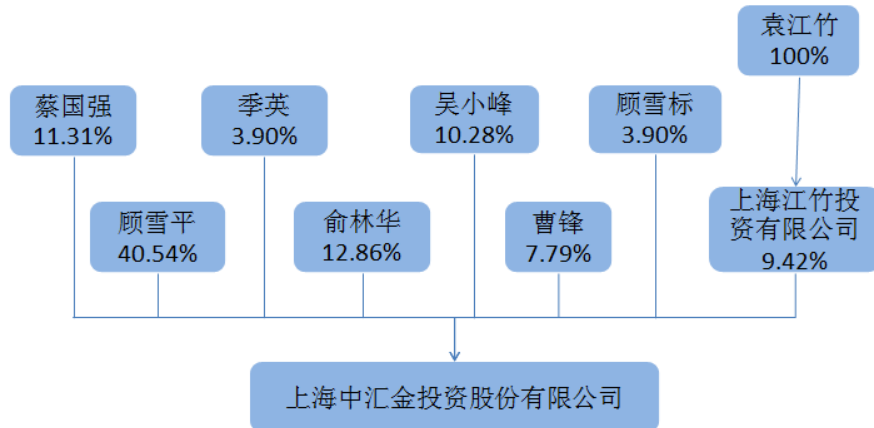 袁江竹
100%
蔡国强
11.31%
季英
3.90%
吴小峰
10.28%
顾雪标
3.90%
顾雪平
40.54%
俞林华
12.86%
曹锋
7.79%
上海江竹投
资有限公司
9.42%
上海中汇金投资股份有限公司